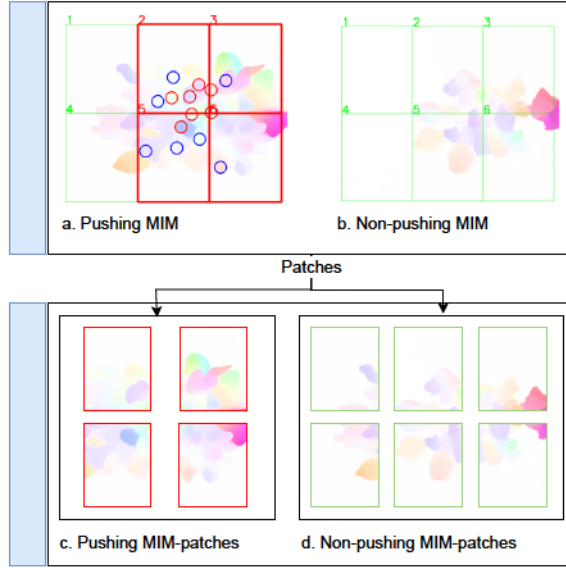 1 2 3
4 5 6
a. Pushing MIM
1 2 3
4 5 6
b. Non-pushing MIM
Patches
c. Pushing MIM-patches
d. Non-pushing MIM-patches